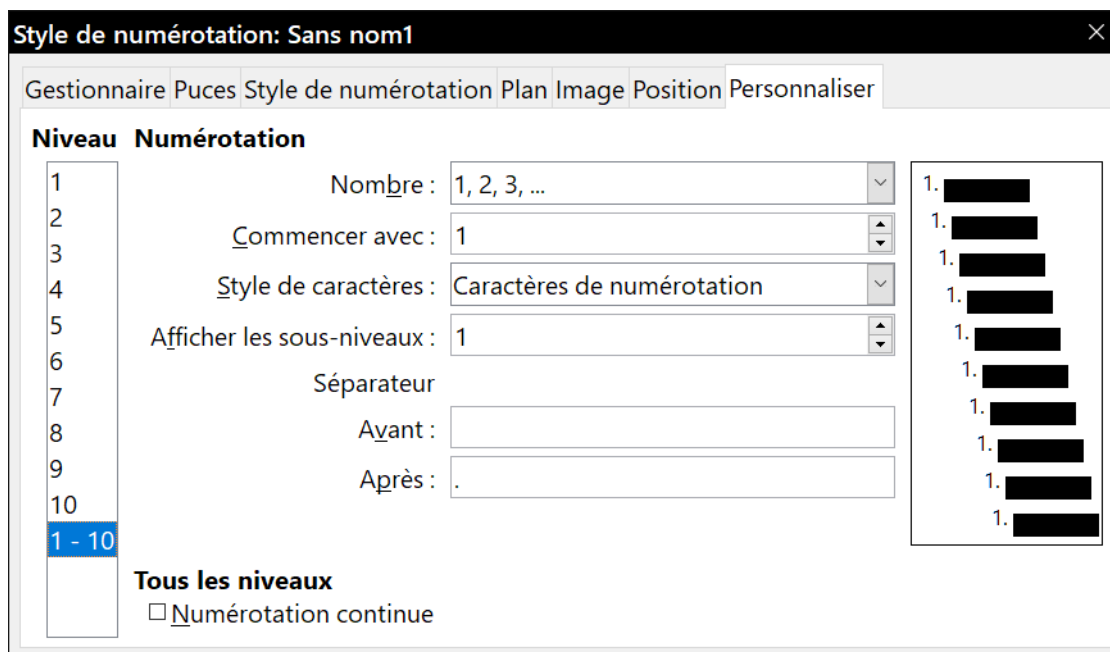 Style de numérotation: Sans nom1
Gestionnaire Puces Style de numérotation Plan Image Position Personnaliser
Niveau Numérotation
1
2
3
4
5
6
7
8
9
10
1 - 10
Nombre : 1, 2, 3, ...
Commencer avec : 1
Style de caractères : Caractères de numérotation
Afficher les sous-niveaux : 1
Séparateur
Avant :
Après : .
Tous les niveaux
Numérotation continue
1.
1.
1.
1.
1.
1.
1.
1.
1.
1.